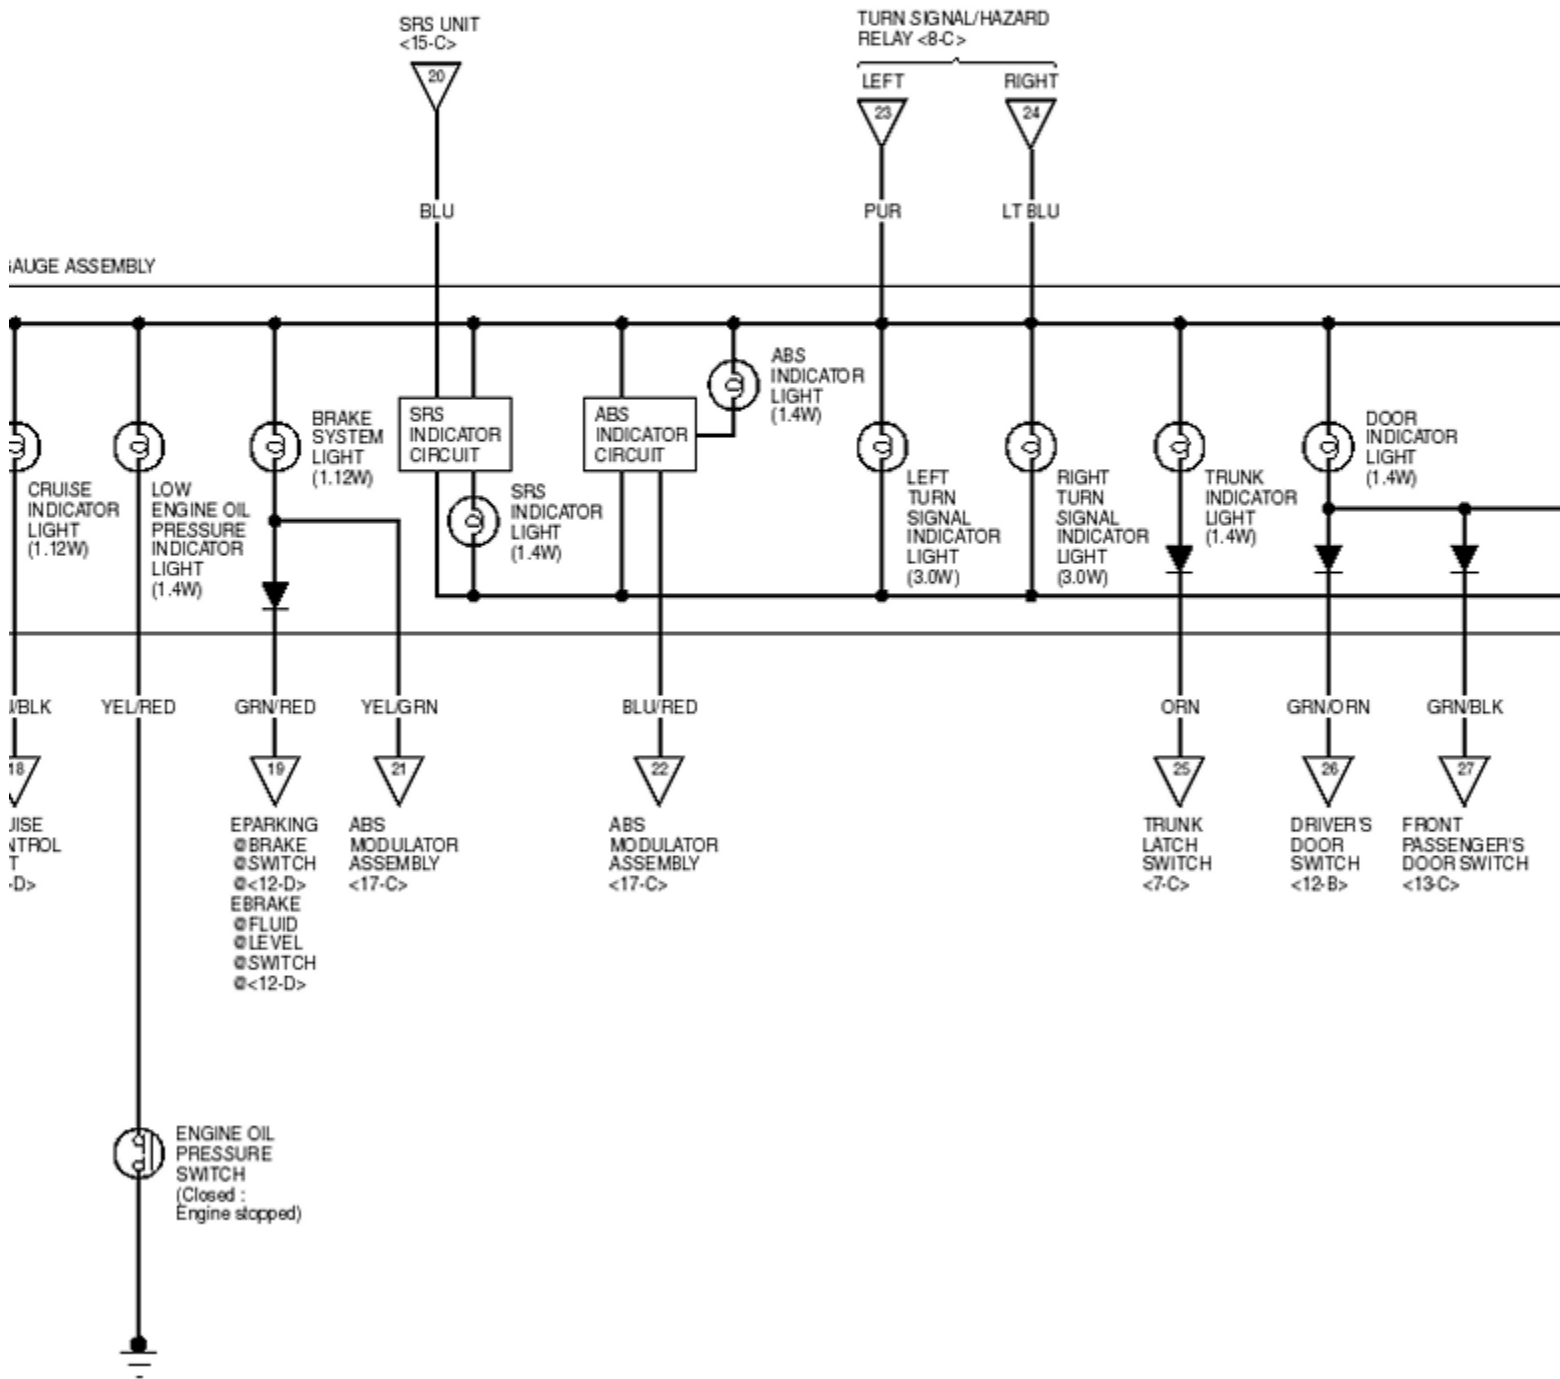 SRS UNIT
<15-C>
20
TURN SIGNAL/HAZARD
RELAY <8-C>
LEFT
RIGHT
23
24
BLU
PUR
LT BLU
AUGE ASSEMBLY
CRUISE
INDICATOR
LIGHT
(1.12W)
LOW
ENGINE OIL
PRESSURE
INDICATOR
LIGHT
(1.4W)
BRAKE
SYSTEM
LIGHT
(1.12W)
SRS
INDICATOR
CIRCUIT
SRS
INDICATOR
LIGHT
(1.4W)
ABS
INDICATOR
CIRCUIT
ABS
INDICATOR
LIGHT
(1.4W)
LEFT
TURN
SIGNAL
INDICATOR
LIGHT
(3.0W)
RIGHT
TURN
SIGNAL
INDICATOR
LIGHT
(3.0W)
TRUNK
INDICATOR
LIGHT
(1.4W)
DOOR
INDICATOR
LIGHT
(1.4W)
/BLK
YEL/RED
GRN/RED
YEL/GRN
BLU/RED
ORN
GRN/ORN
GRN/BLK
18
19
21
22
25
26
27
UISE
NTROL
T
-D>
EPARKING
@BRAKE
@SWITCH
@<12-D>
EBRAKE
@FLUID
@LEVEL
@SWITCH
@<12-D>
ABS
MODULATOR
ASSEMBLY
<17-C>
ABS
MODULATOR
ASSEMBLY
<17-C>
TRUNK
LATCH
SWITCH
<7-C>
DRIVER'S
DOOR
SWITCH
<12-B>
FRONT
PASSENGER'S
DOOR SWITCH
<13-C>
ENGINE OIL
PRESSURE
SWITCH
(Closed :
Engine stopped)